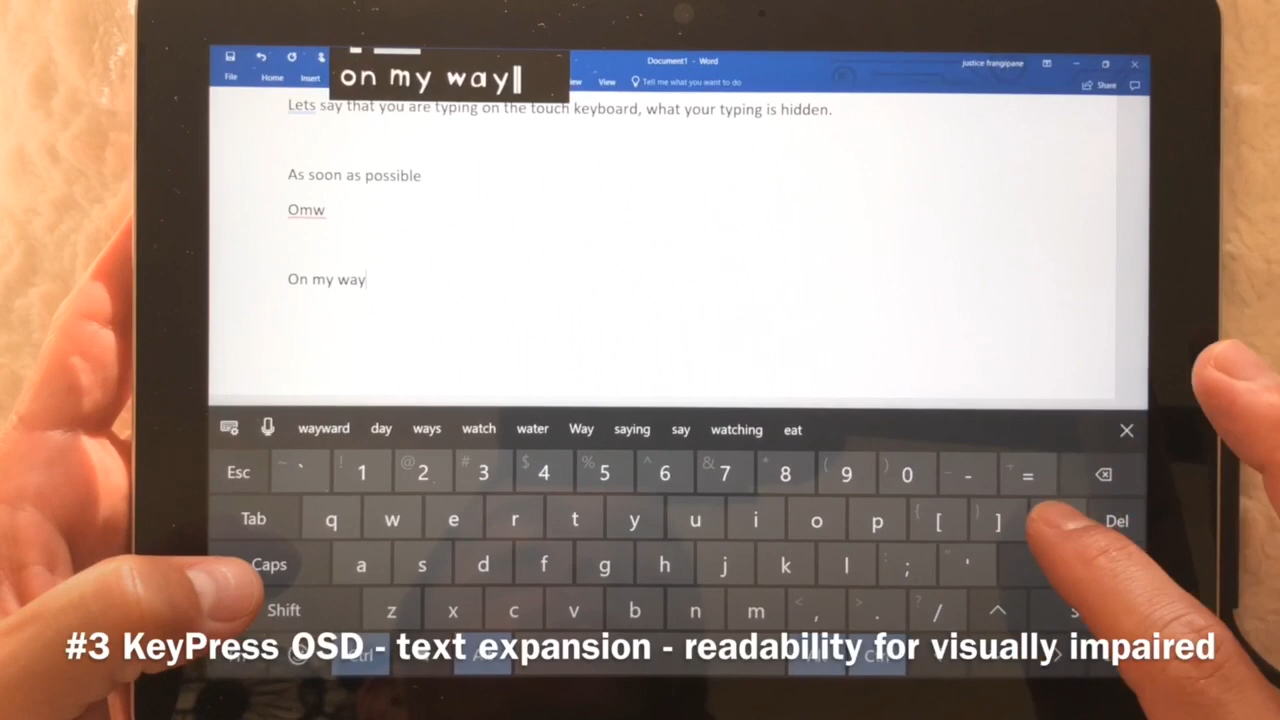 Document1 - Word
justice frangipane
on my way
File Home Insert View Tell me what you want to do Share
Lets say that you are typing on the touch keyboard, what your typing is hidden.
As soon as possible
Omw
On my way
wayward day ways watch water Way saying say watching eat
Esc ~ ` ! 1 @ 2 # 3 $ 4 % 5 ^ 6 & 7 * 8 ( 9 ) 0 - + =
Tab q w e r t y u i o p { [ } ] Del
Caps a s d f g h j k l : ; " '
Shift z x c v b n m < , > . ? /
#3 KeyPress OSD - text expansion - readability for visually impaired